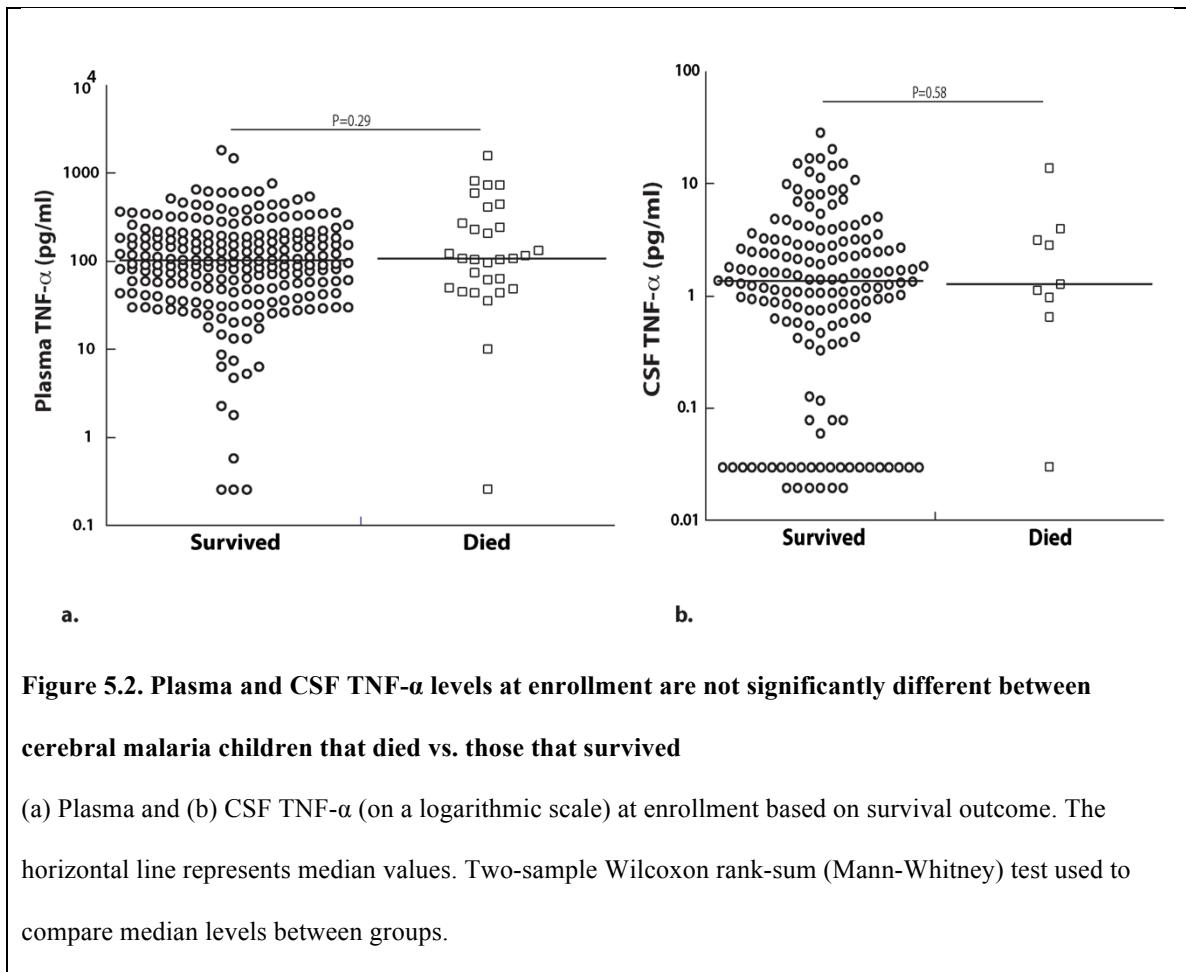 10
4
1000
100
10
1
0.1
Plasma TNF-α (pg/ml)
P=0.29
Survived
Died
a.
100
10
1
0.1
0.01
CSF TNF-α (pg/ml)
P=0.58
Survived
Died
b.
Figure 5.2. Plasma and CSF TNF-α levels at enrollment are not significantly different between
cerebral malaria children that died vs. those that survived
(a) Plasma and (b) CSF TNF-α (on a logarithmic scale) at enrollment based on survival outcome. The
horizontal line represents median values. Two-sample Wilcoxon rank-sum (Mann-Whitney) test used to
compare median levels between groups.